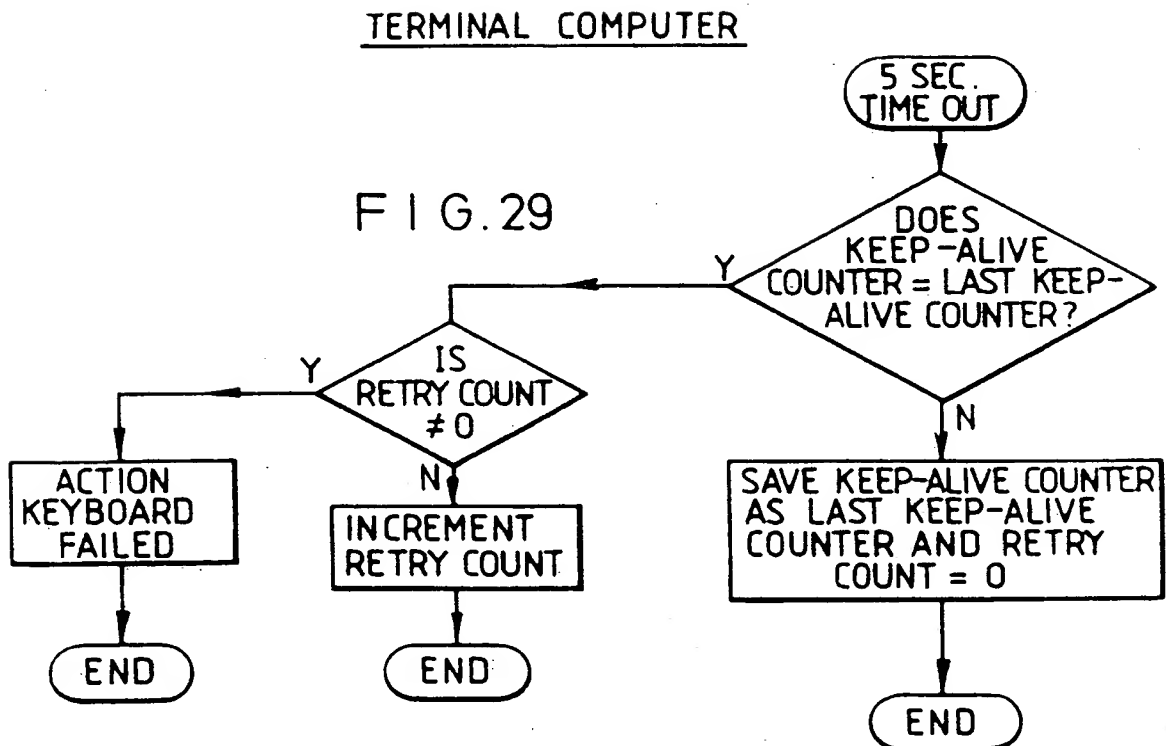 TERMINAL COMPUTER
5 SEC.
TIME OUT
FIG.29
DOES
KEEP-ALIVE
COUNTER = LAST KEEP-
ALIVE COUNTER?
Y
N
IS
RETRY COUNT
≠ 0
Y
N
ACTION
KEYBOARD
FAILED
INCREMENT
RETRY COUNT
SAVE KEEP-ALIVE COUNTER
AS LAST KEEP-ALIVE
COUNTER AND RETRY
COUNT = 0
END
END
END